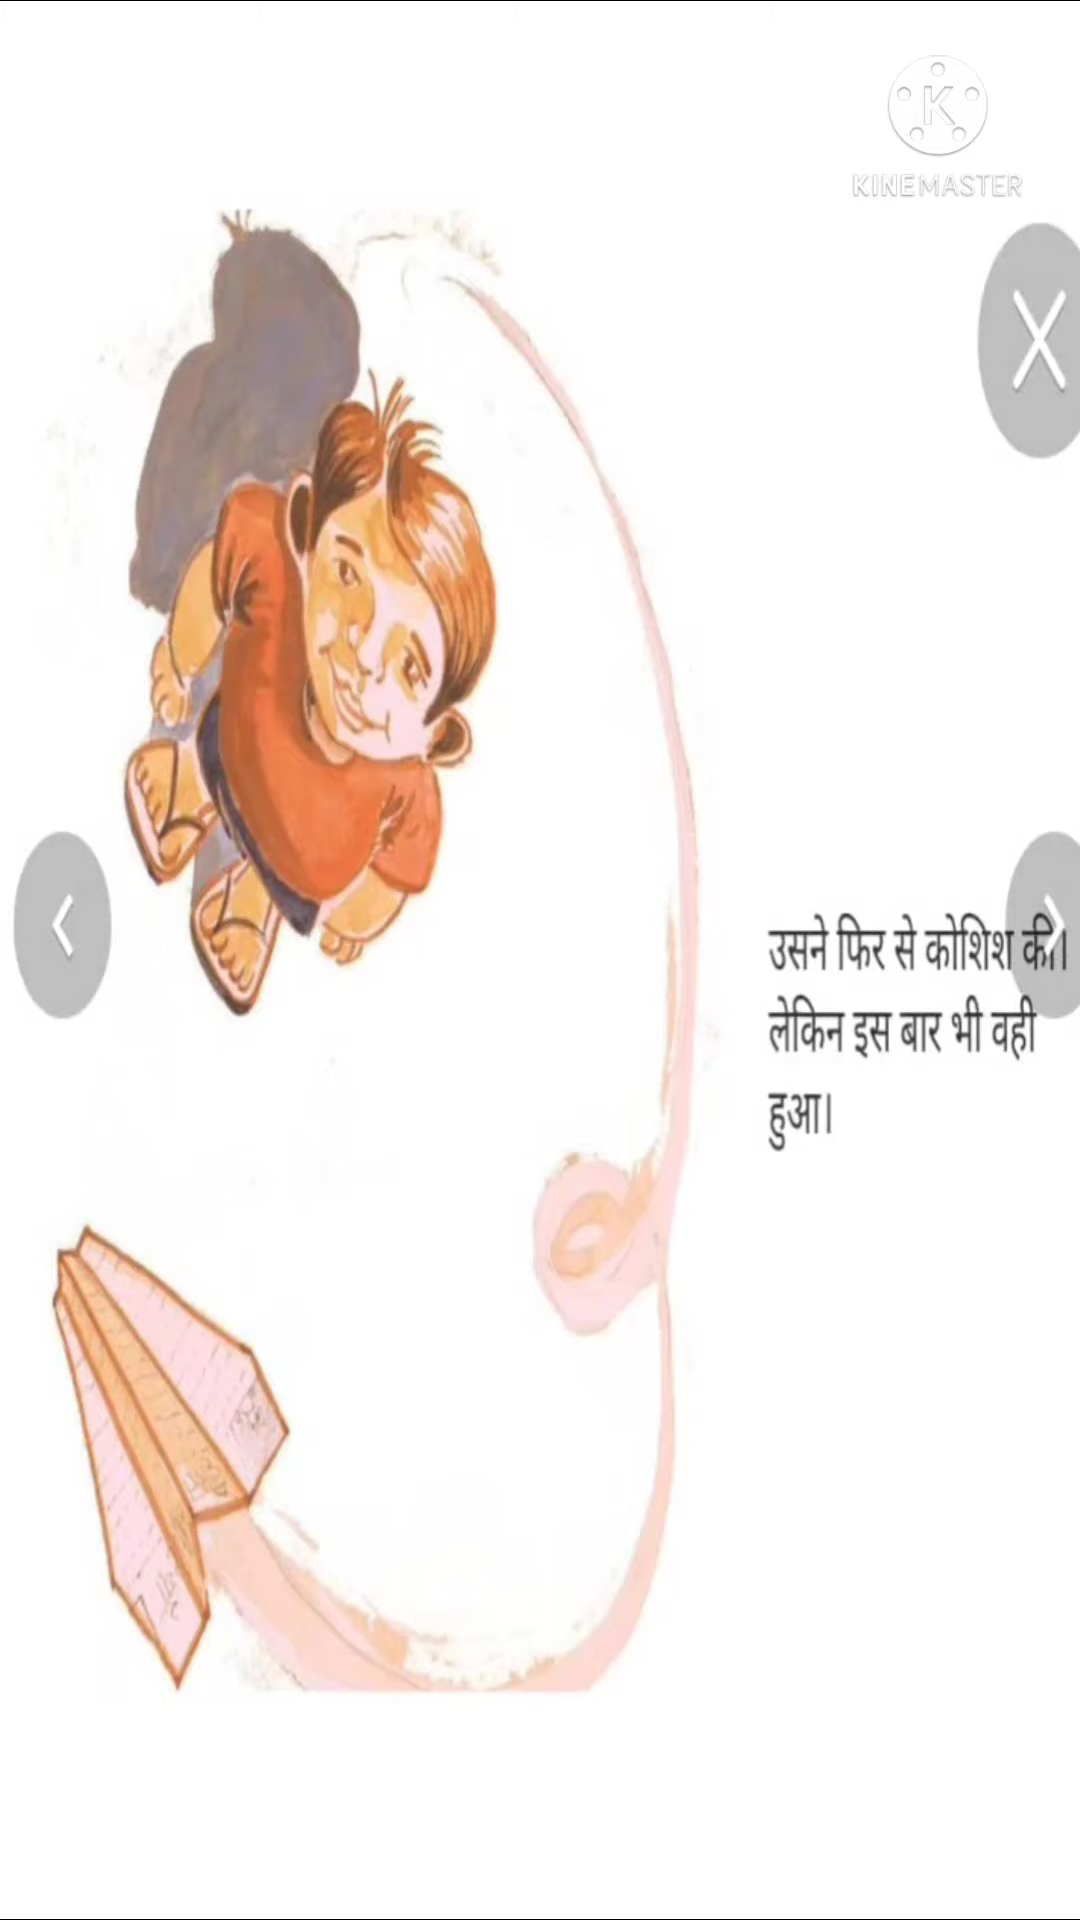 KINEMASTER
उसने फिर से कोशिश की।
लेकिन इस बार भी वही
हुआ।